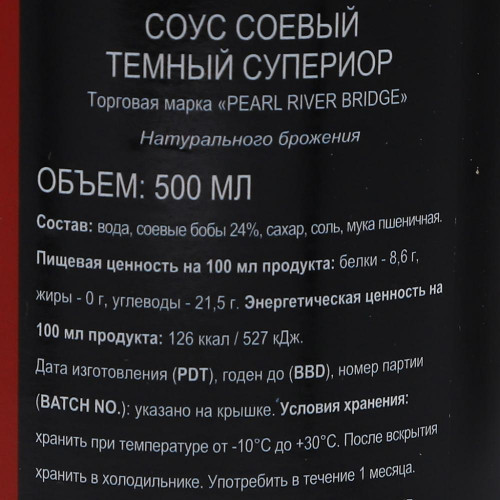 СОУС СОЕВЫЙ
ТЕМНЫЙ СУПЕРИОР
Торговая марка «PEARL RIVER BRIDGE»
Натурального брожения
ОБЪЕМ: 500 МЛ
Состав: вода, соевые бобы 24%, сахар, соль, мука пшеничная.
Пищевая ценность на 100 мл продукта: белки - 8,6 г,
жиры - 0 г, углеводы - 21,5 г. Энергетическая ценность на
100 мл продукта: 126 ккал / 527 кДж.
Дата изготовления (PDT), годен до (BBD), номер партии
(BATCH NO.): указано на крышке. Условия хранения:
хранить при температуре от -10°С до +30°С. После вскрытия
хранить в холодильнике. Употребить в течение 1 месяца.